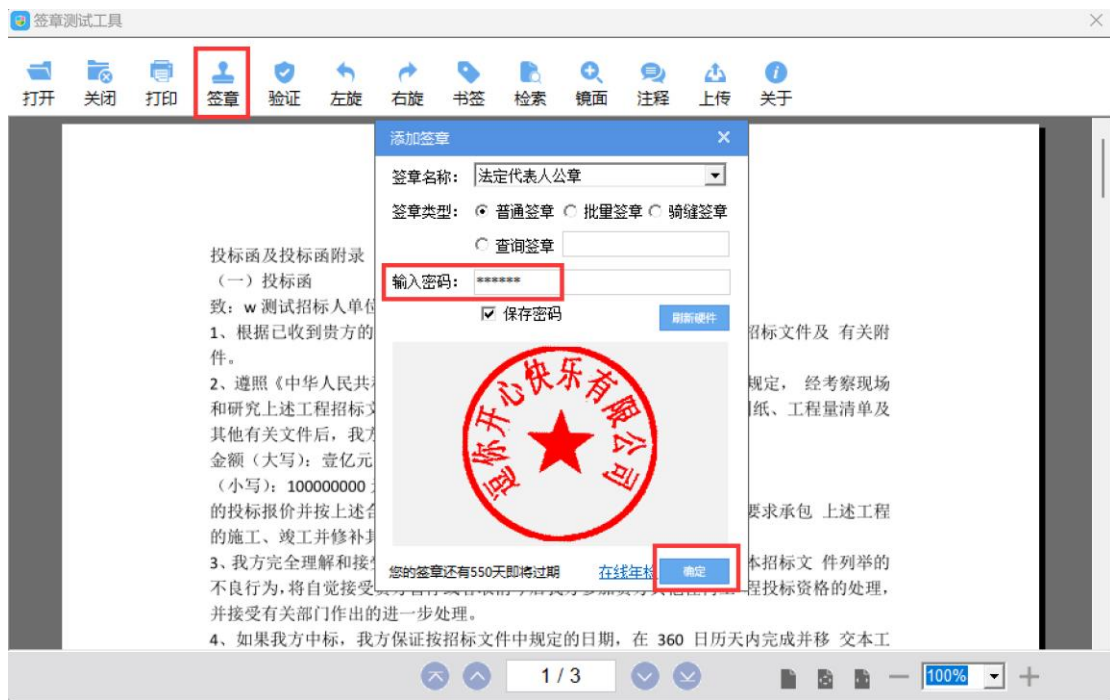 签章测试工具
打开 关闭 打印 签章 验证 左旋 右旋 书签 检索 镜面 注释 上传 关于
添加签章
签章名称： 法定代表人公章
签章类型： 普通签章 批量签章 骑缝签章
查询签章
输入密码： ******
保存密码
刷新硬件
逗你开心快乐有限公司
您的签章还有550天即将过期 在线年检 确定
投标函及投标函附录
（一）投标函
致：w 测试招标人单位
1、根据已收到贵方的 招标文件及 有关附
件。
2、遵照《中华人民共 规定， 经考察现场
和研究上述工程招标文 纸、工程量清单及
其他有关文件后，我方
金额（大写）：壹亿元
（小写）：100000000
的投标报价并按上述合 要求承包 上述工程
的施工、竣工并修补其
3、我方完全理解和接受 本招标文 件列举的
不良行为，将自觉接受 程投标资格的处理，
并接受有关部门作出的进一步处理。
4、如果我方中标，我方保证按招标文件中规定的日期，在 360 日历天内完成并移 交本工
1 / 3 100%